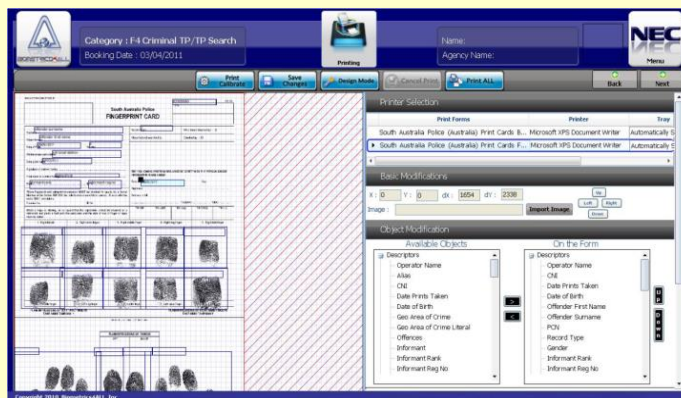 Category : F4 Criminal TP/TP Search
Booking Date : 03/04/2011
Printing
Name:
Agency Name:
NEC
Menu
BIOMETRICS4ALL
Print Calibrate
Save Changes
Design Mode
Cancel Print
Print ALL
Back
Next
South Australia Police
FINGERPRINT CARD
Printer Selection
Print Forms Printer Tray
South Australia Police (Australia) Print Cards B... Microsoft XPS Document Writer Automatically S
South Australia Police (Australia) Print Cards F... Microsoft XPS Document Writer Automatically S
Basic Modifications
X : 0 Y : 0 dX : 1654 dY : 2338
Up
Left Right
Down
Image : Import Image
Object Modification
Available Objects
Descriptors
Operator Name
Alias
CNI
Date Prints Taken
Date of Birth
Geo Area of Crime
Geo Area of Crime Literal
Offences
Informant
Informant Rank
Informant Reg No
>
<
On the Form
Descriptors
Operator Name
CNI
Date Prints Taken
Date of Birth
Offender First Name
Offender Surname
PCN
Record Type
Gender
Informant Rank
Informant Reg No
Up
Down
Copyright 2010, Biometrics4ALL, Inc